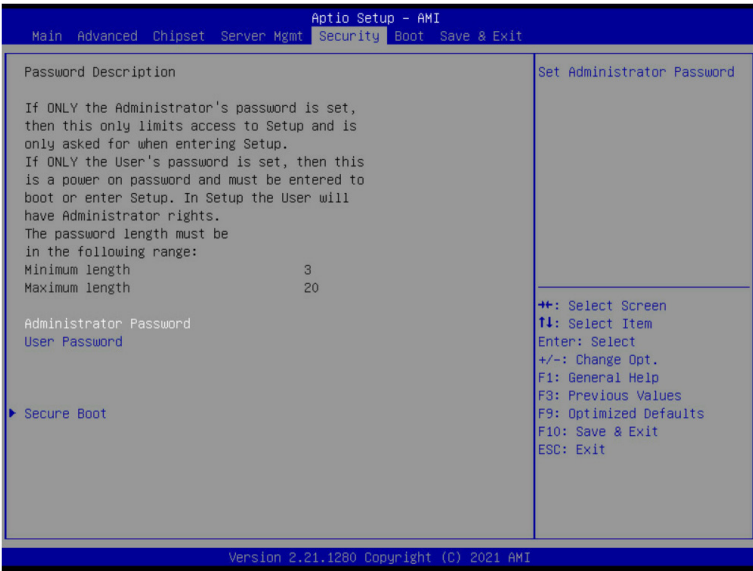 Aptio Setup – AMI
Main Advanced Chipset Server Mgmt Security Boot Save & Exit
Password Description
If ONLY the Administrator's password is set,
then this only limits access to Setup and is
only asked for when entering Setup.
If ONLY the User's password is set, then this
is a power on password and must be entered to
boot or enter Setup. In Setup the User will
have Administrator rights.
The password length must be
in the following range:
Minimum length 3
Maximum length 20
Administrator Password
User Password
Secure Boot
Set Administrator Password
→←: Select Screen
↑↓: Select Item
Enter: Select
+/-: Change Opt.
F1: General Help
F3: Previous Values
F9: Optimized Defaults
F10: Save & Exit
ESC: Exit
Version 2.21.1280 Copyright (C) 2021 AMI